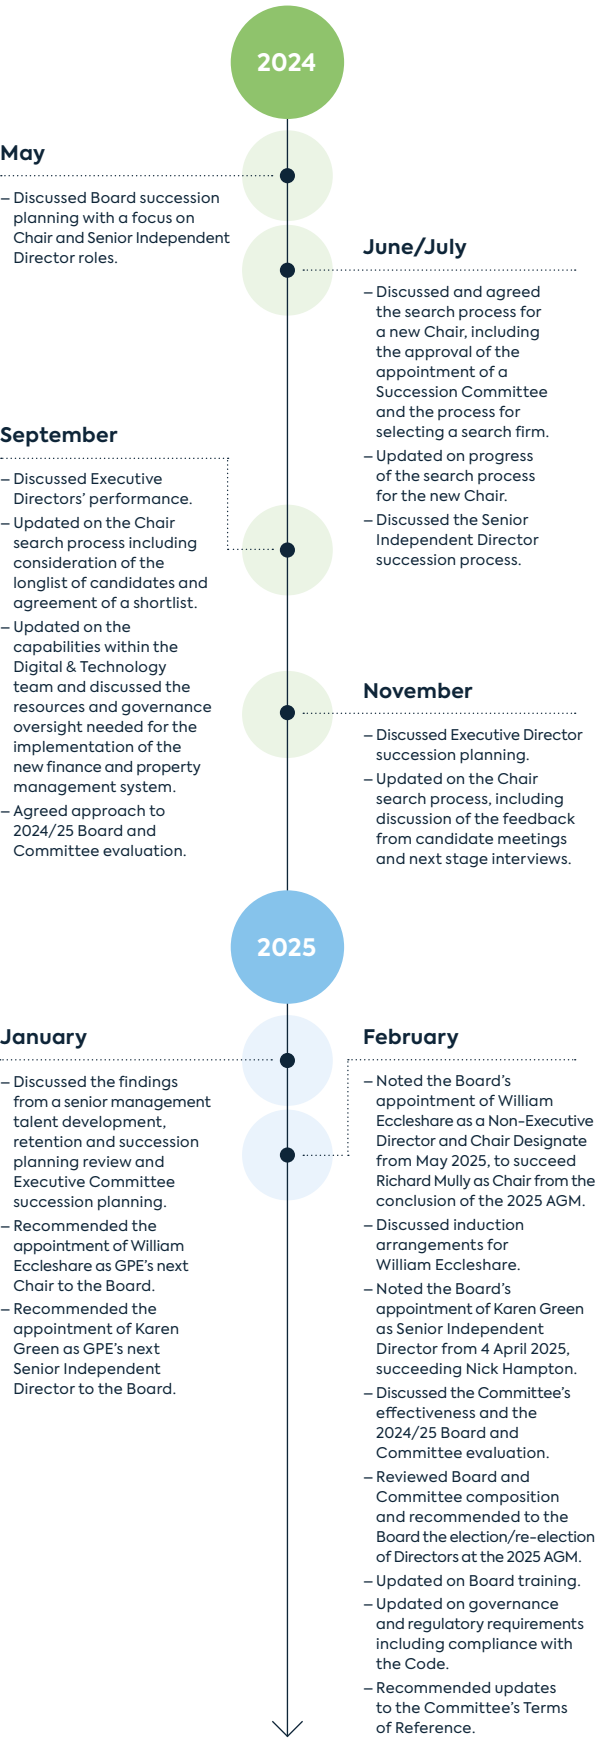 2024
May
– Discussed Board succession
planning with a focus on
Chair and Senior Independent
Director roles.
June/July
– Discussed and agreed
the search process for
a new Chair, including
the approval of the
appointment of a
Succession Committee
and the process for
selecting a search firm.
– Updated on progress
of the search process
for the new Chair.
– Discussed the Senior
Independent Director
succession process.
September
– Discussed Executive
Directors’ performance.
– Updated on the Chair
search process including
consideration of the
longlist of candidates and
agreement of a shortlist.
– Updated on the
capabilities within the
Digital & Technology
team and discussed the
resources and governance
oversight needed for the
implementation of the
new finance and property
management system.
– Agreed approach to
2024/25 Board and
Committee evaluation.
November
– Discussed Executive Director
succession planning.
– Updated on the Chair
search process, including
discussion of the feedback
from candidate meetings
and next stage interviews.
2025
January
– Discussed the findings
from a senior management
talent development,
retention and succession
planning review and
Executive Committee
succession planning.
– Recommended the
appointment of William
Eccleshare as GPE’s next
Chair to the Board.
– Recommended the
appointment of Karen
Green as GPE’s next
Senior Independent
Director to the Board.
February
– Noted the Board’s
appointment of William
Eccleshare as a Non-Executive
Director and Chair Designate
from May 2025, to succeed
Richard Mully as Chair from the
conclusion of the 2025 AGM.
– Discussed induction
arrangements for
William Eccleshare.
– Noted the Board’s
appointment of Karen Green
as Senior Independent
Director from 4 April 2025,
succeeding Nick Hampton.
– Discussed the Committee’s
effectiveness and the
2024/25 Board and
Committee evaluation.
– Reviewed Board and
Committee composition
and recommended to the
Board the election/re-election
of Directors at the 2025 AGM.
– Updated on Board training.
– Updated on governance
and regulatory requirements
including compliance with
the Code.
– Recommended updates
to the Committee’s Terms
of Reference.